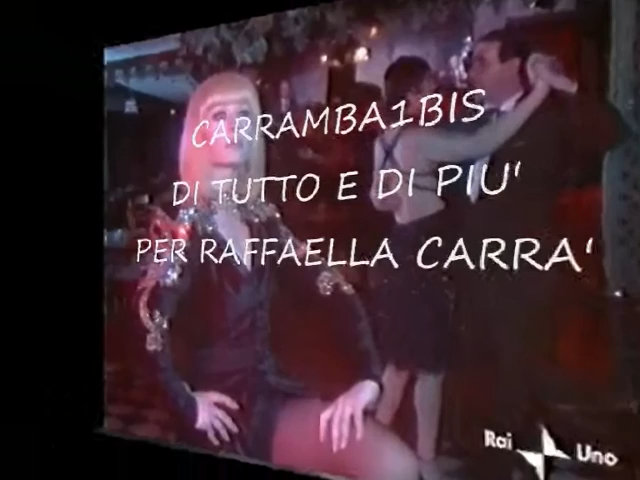 CARRAMBA1BIS
DI TUTTO E DI PIU'
PER RAFFAELLA CARRA'
Rai Uno